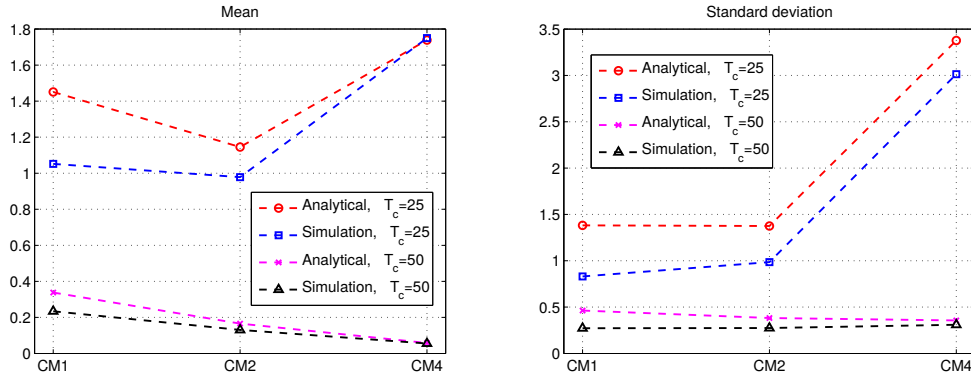 Mean
1.8
1.6
1.4
1.2
1
0.8
0.6
0.4
0.2
0
CM1 CM2 CM4
Analytical, T_c=25
Simulation, T_c=25
Analytical, T_c=50
Simulation, T_c=50
Standard deviation
3.5
3
2.5
2
1.5
1
0.5
0
CM1 CM2 CM4
Analytical, T_c=25
Simulation, T_c=25
Analytical, T_c=50
Simulation, T_c=50